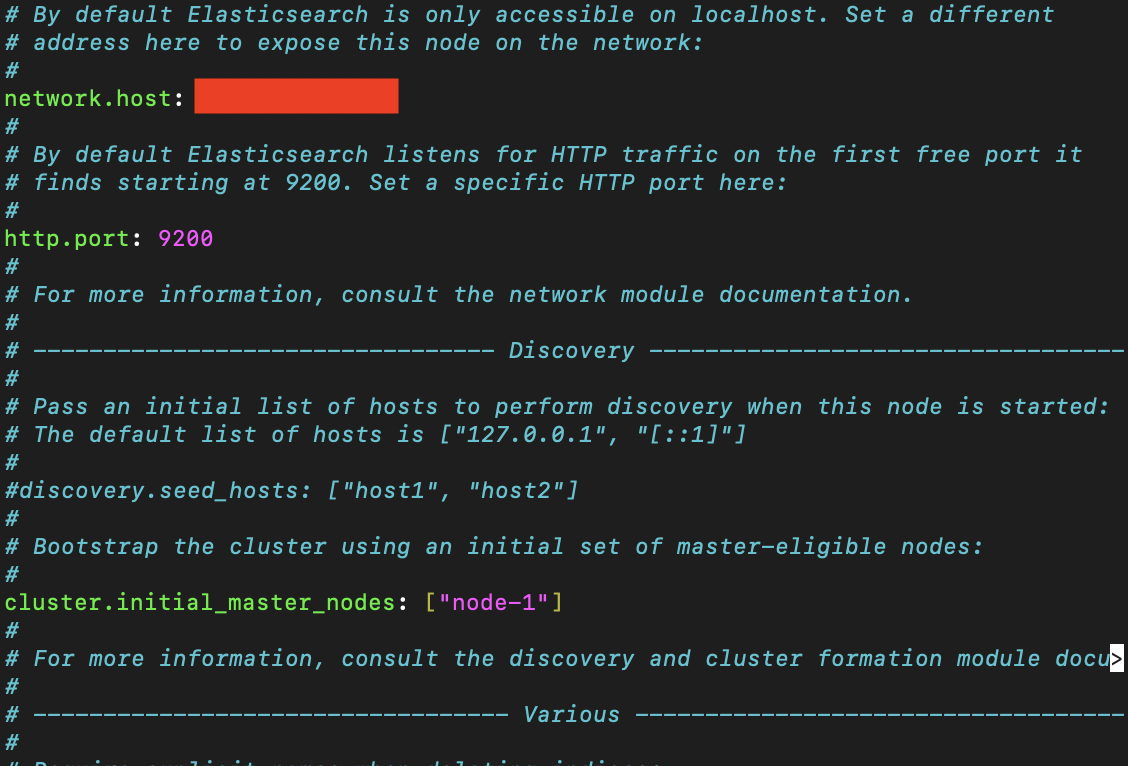 # By default Elasticsearch is only accessible on localhost. Set a different
# address here to expose this node on the network:
#
network.host:
#
# By default Elasticsearch listens for HTTP traffic on the first free port it
# finds starting at 9200. Set a specific HTTP port here:
#
http.port: 9200
#
# For more information, consult the network module documentation.
#
# --------------------------------- Discovery ----------------------------------
#
# Pass an initial list of hosts to perform discovery when this node is started:
# The default list of hosts is ["127.0.0.1", "[::1]"]
#
#discovery.seed_hosts: ["host1", "host2"]
#
# Bootstrap the cluster using an initial set of master-eligible nodes:
#
cluster.initial_master_nodes: ["node-1"]
#
# For more information, consult the discovery and cluster formation module docu>
#
# ---------------------------------- Various -----------------------------------
#